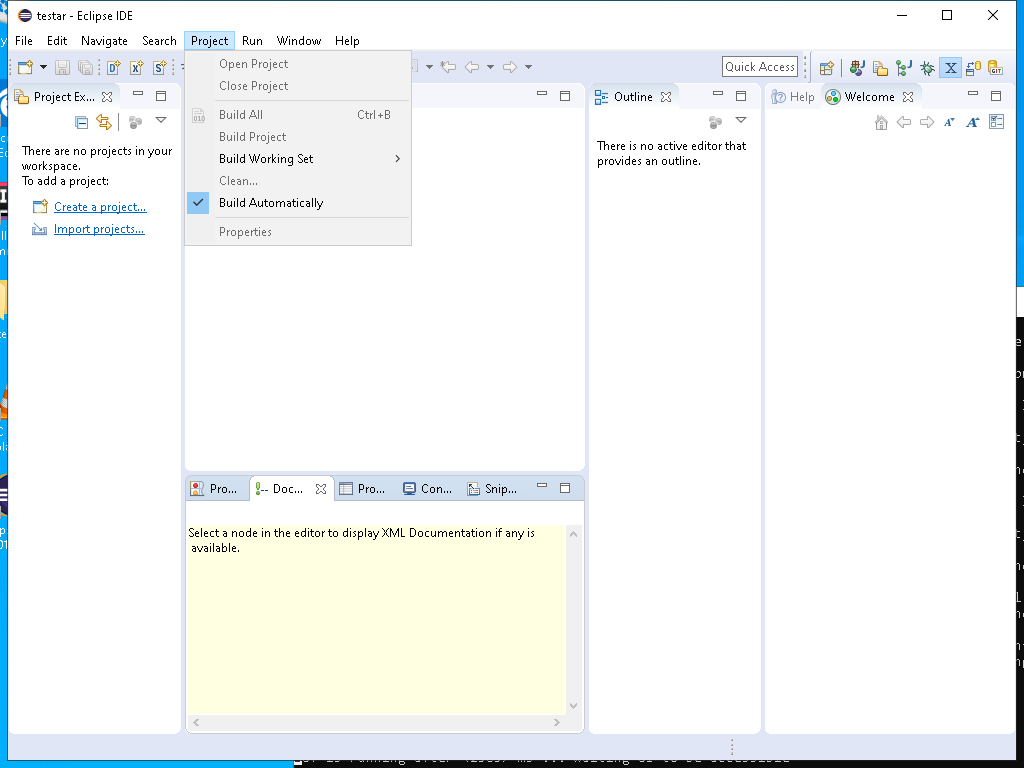 testar - Eclipse IDE
File Edit Navigate Search Project Run Window Help
Quick Access
Open Project
Close Project
Build All Ctrl+B
Build Project
Build Working Set
Clean...
Build Automatically
Properties
Project Ex...
There are no projects in your
workspace.
To add a project:
Create a project...
Import projects...
Outline
There is no active editor that
provides an outline.
Help Welcome
Pro... Doc... Pro... Con... Snip...
Select a node in the editor to display XML Documentation if any is
available.